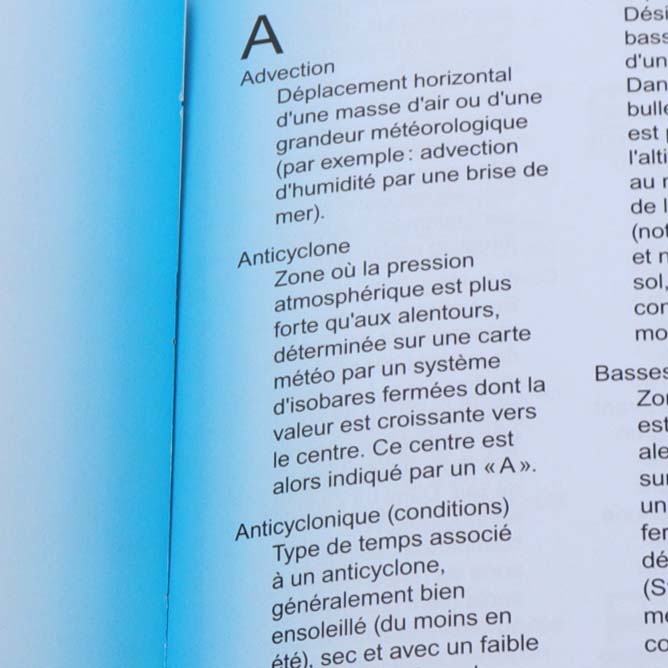 A
Advection
Déplacement horizontal
d'une masse d'air ou d'une
grandeur météorologique
(par exemple : advection
d'humidité par une brise de
mer).
Anticyclone
Zone où la pression
atmosphérique est plus
forte qu'aux alentours,
déterminée sur une carte
météo par un système
d'isobares fermées dont la
valeur est croissante vers
le centre. Ce centre est
alors indiqué par un « A ».
Anticyclonique (conditions)
Type de temps associé
à un anticyclone,
généralement bien
ensoleillé (du moins en
été), sec et avec un faible
Dési
bass
d'un
Dan
bulle
est
l'alti
au
de l
(not
et
sol,
con
mo
Basses
Zo
est
ale
su
un
fer
dé
(S
me
co